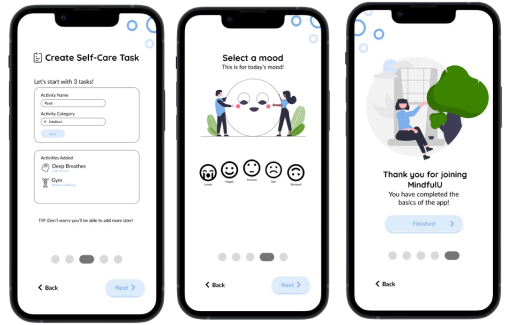 Create Self-Care Task
Let's start with 3 tasks!
Activity Name
Read
Activity Category
+ Intellect
Add
Activities Added
Deep Breathes
Gym
TIP: Don't worry you'll be able to add more later!
Back
Next
Select a mood
This is for today's mood!
Loved
Happy
Neutral
Sad
Back
Next
Thank you for joining
MindfulU
You have completed the
basics of the app!
Finished
Back